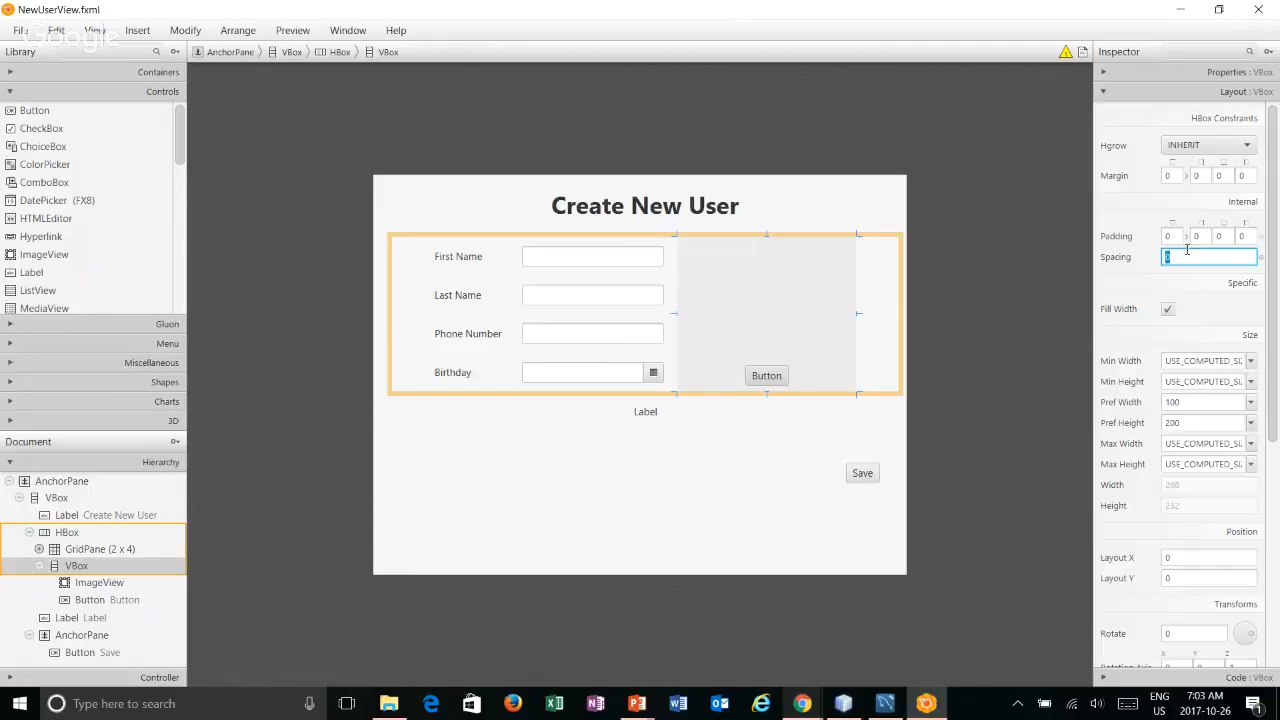 NewUserView.fxml
File Edit View Insert Modify Arrange Preview Window Help
Google
Library
AnchorPane VBox HBox VBox
Inspector
Containers
Controls
Button
CheckBox
ChoiceBox
ColorPicker
ComboBox
DatePicker (FX8)
HTMLEditor
Hyperlink
ImageView
Label
ListView
MediaView
Gluon
Menu
Miscellaneous
Shapes
Charts
3D
Document
Hierarchy
AnchorPane
VBox
Label Create New User
HBox
GridPane (2 x 4)
VBox
ImageView
Button Button
Label Label
AnchorPane
Button Save
Controller
Create New User
First Name
Last Name
Phone Number
Birthday
Button
Label
Save
Properties : VBox
Layout : VBox
HBox Constraints
Hgrow INHERIT
Margin 0 0 0 0
Internal
Padding 0 0 0 0
Spacing 0
Specific
Fill Width
Size
Min Width USE_COMPUTED_SI
Min Height USE_COMPUTED_SI
Pref Width 100
Pref Height 200
Max Width USE_COMPUTED_SI
Max Height USE_COMPUTED_SI
Width 268
Height 232
Position
Layout X 0
Layout Y 0
Transforms
Rotate 0
X Y Z
Code : VBox
Type here to search
ENG 7:03 AM
US 2017-10-26